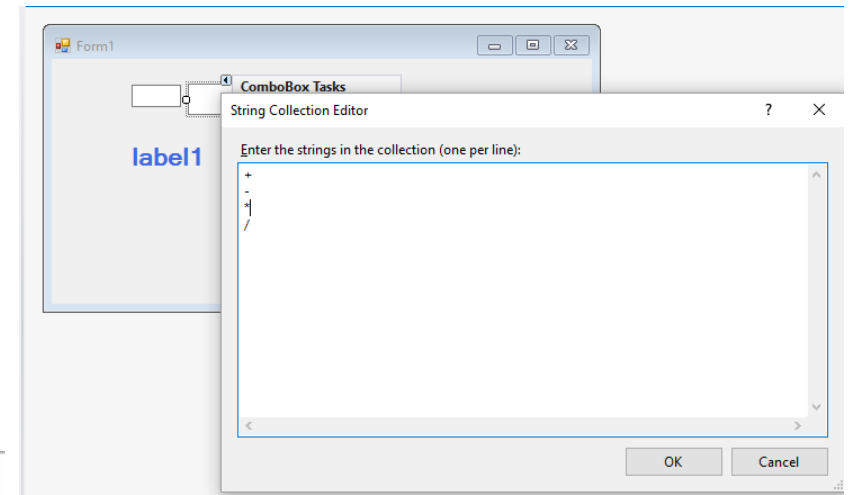 Form1
ComboBox Tasks
String Collection Editor
?
Enter the strings in the collection (one per line):
+
-
*
/
label1
OK
Cancel